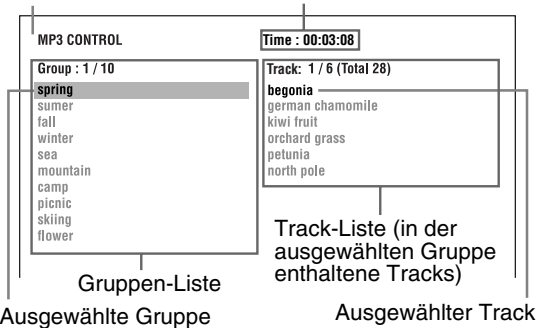 MP3 CONTROL
Time : 00:03:08
Group : 1 / 10
spring
sumer
fall
winter
sea
mountain
camp
picnic
skiing
flower
Track: 1 / 6 (Total 28)
begonia
german chamomile
kiwi fruit
orchard grass
petunia
north pole
Track-Liste (in der
ausgewählten Gruppe
enthaltene Tracks)
Gruppen-Liste
Ausgewählte Gruppe
Ausgewählter Track